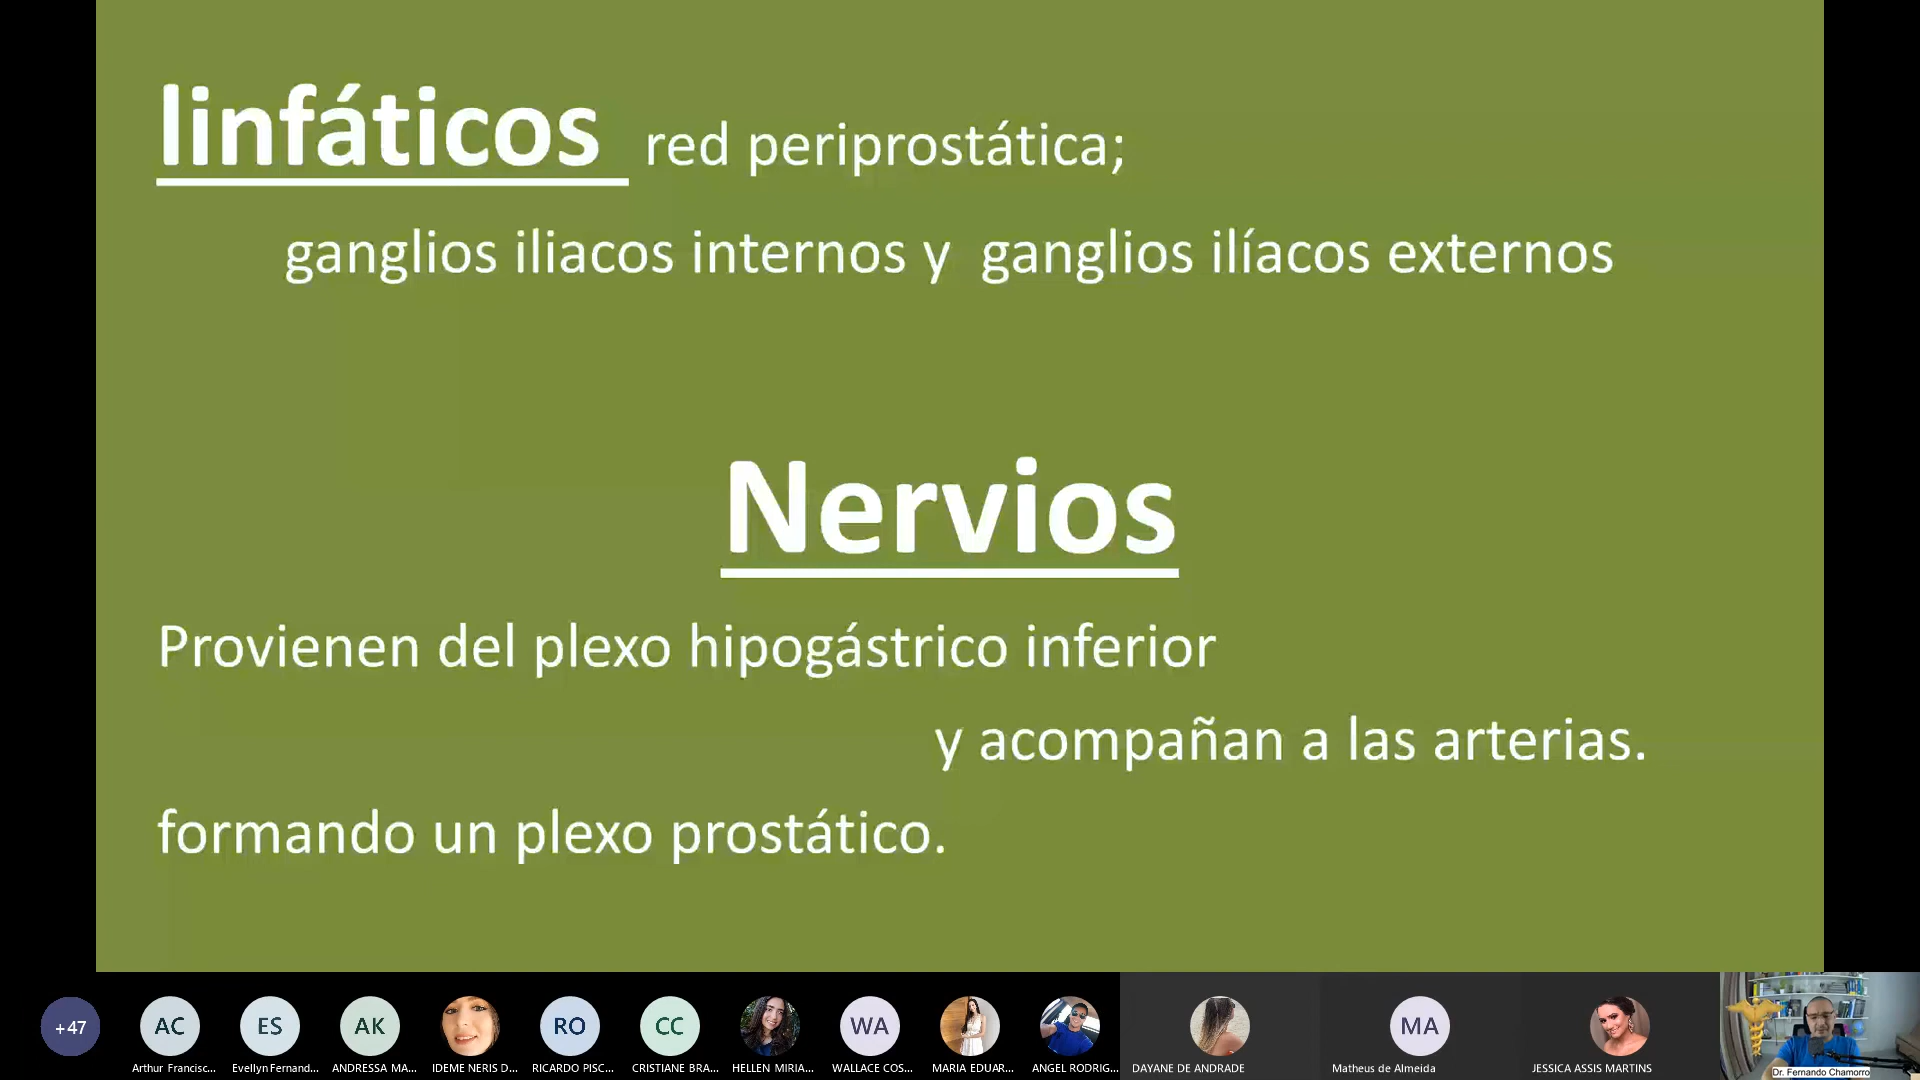 linfáticos red periprostática;
ganglios iliacos internos y ganglios ilíacos externos
Nervios
Provienen del plexo hipogástrico inferior
y acompañan a las arterias.
formando un plexo prostático.
+47
AC
ES
AK
RO
CC
WA
MA
Arthur Francisc...
Evellyn Fernand...
ANDRESSA MA...
IDEME NERIS D...
RICARDO PISC...
CRISTIANE BRA...
HELLEN MIRIA...
WALLACE COS...
MARIA EDUAR...
ANGEL RODRIG...
DAYANE DE ANDRADE
Matheus de Almeida
JESSICA ASSIS MARTINS
Dr. Fernando Chamorro